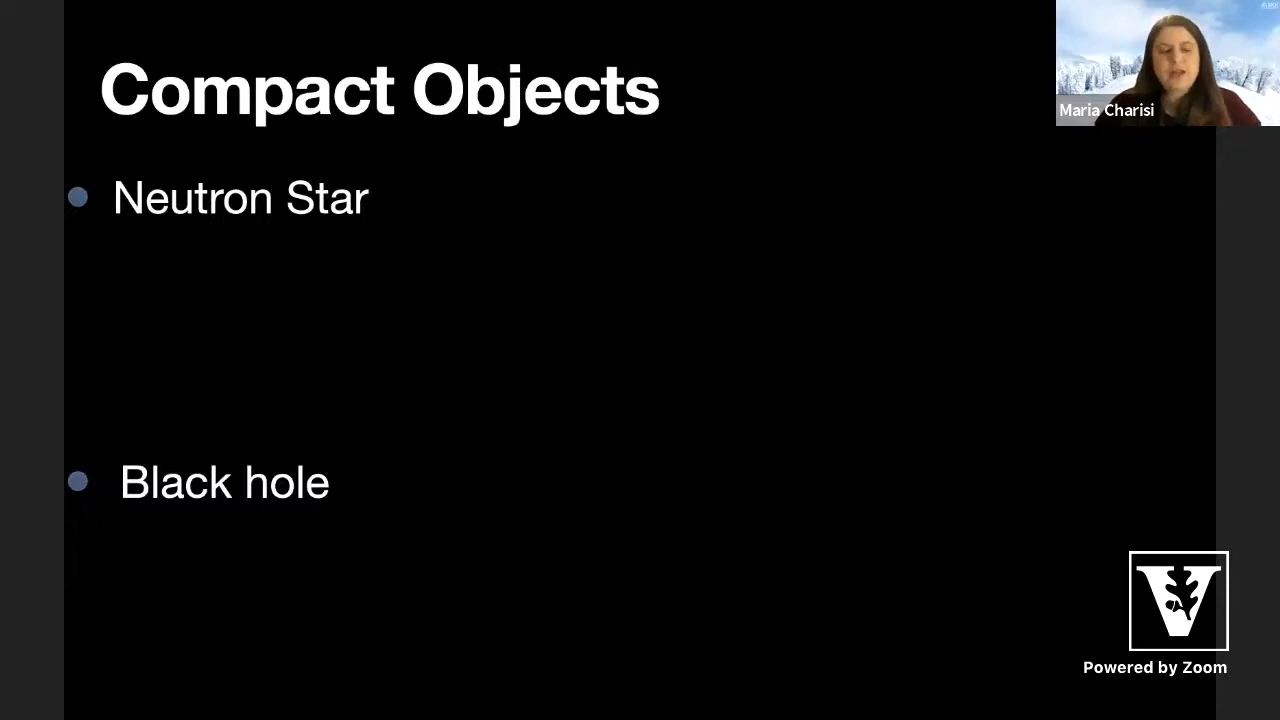 Compact Objects
Maria Charisi
Neutron Star
Black hole
V
Powered by Zoom